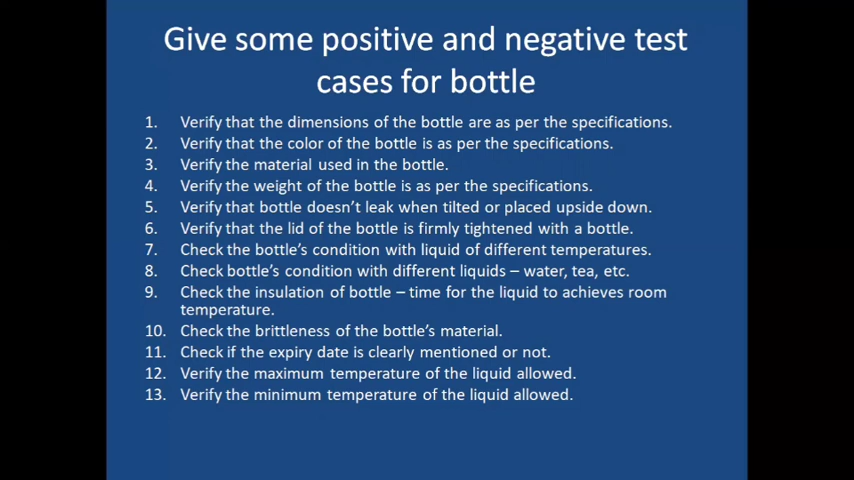 Give some positive and negative test
cases for bottle
1. Verify that the dimensions of the bottle are as per the specifications.
2. Verify that the color of the bottle is as per the specifications.
3. Verify the material used in the bottle.
4. Verify the weight of the bottle is as per the specifications.
5. Verify that bottle doesn't leak when tilted or placed upside down.
6. Verify that the lid of the bottle is firmly tightened with a bottle.
7. Check the bottle's condition with liquid of different temperatures.
8. Check bottle's condition with different liquids – water, tea, etc.
9. Check the insulation of bottle – time for the liquid to achieves room
temperature.
10. Check the brittleness of the bottle's material.
11. Check if the expiry date is clearly mentioned or not.
12. Verify the maximum temperature of the liquid allowed.
13. Verify the minimum temperature of the liquid allowed.